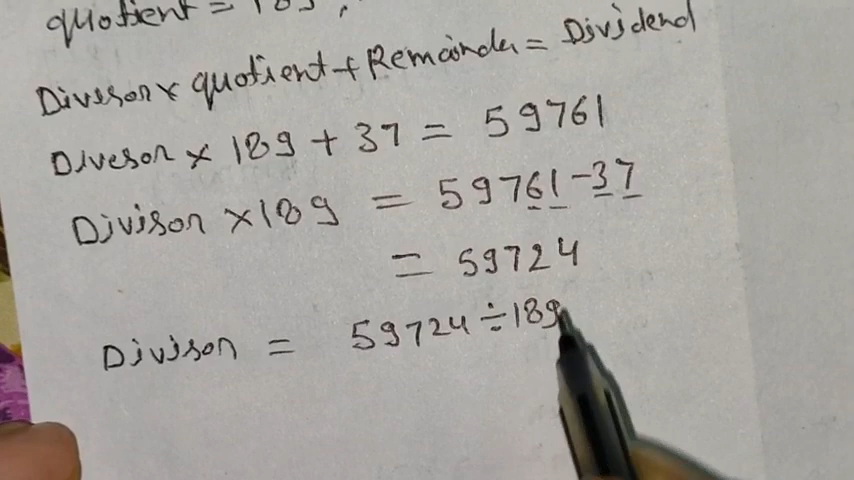 quotient = 189,
Diveson × quotient + Remainder = Dividend
Diveson × 189 + 37 = 59761
Divison × 189 = 59761 - 37
= 59724
Divison = 59724 ÷ 189